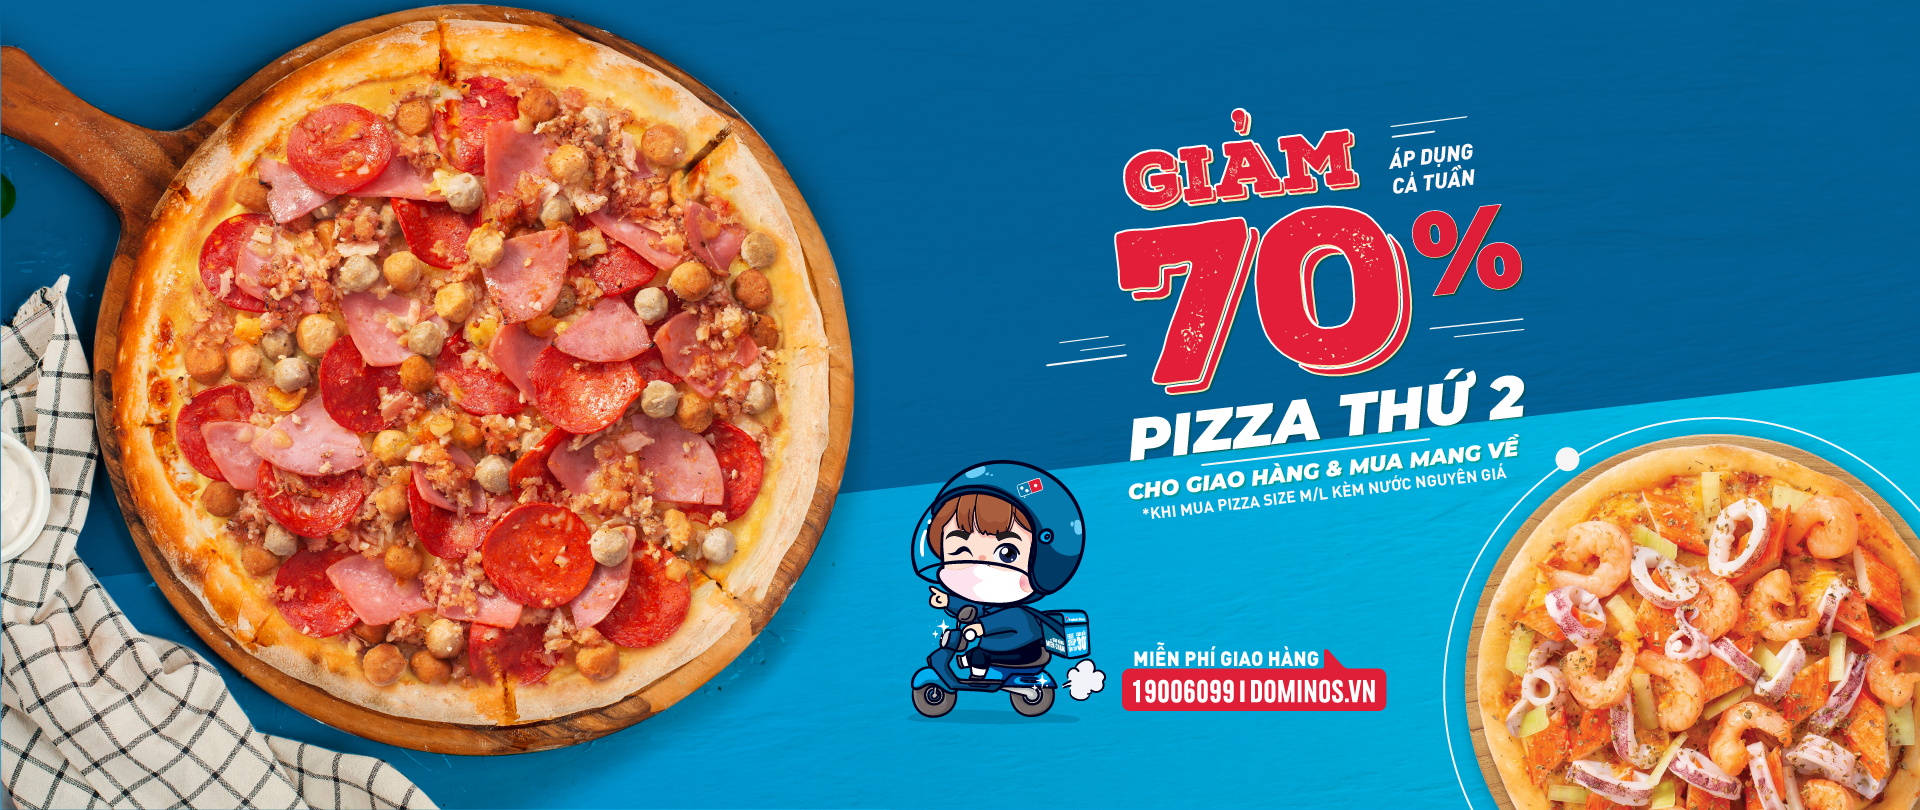 GIẢM
ÁP DỤNG
CẢ TUẦN
70%
PIZZA THỨ 2
CHO GIAO HÀNG & MUA MANG VỀ
*KHI MUA PIZZA SIZE M/L KÈM NƯỚC NGUYÊN GIÁ
MIỄN PHÍ GIAO HÀNG
19006099 | DOMINOS.VN